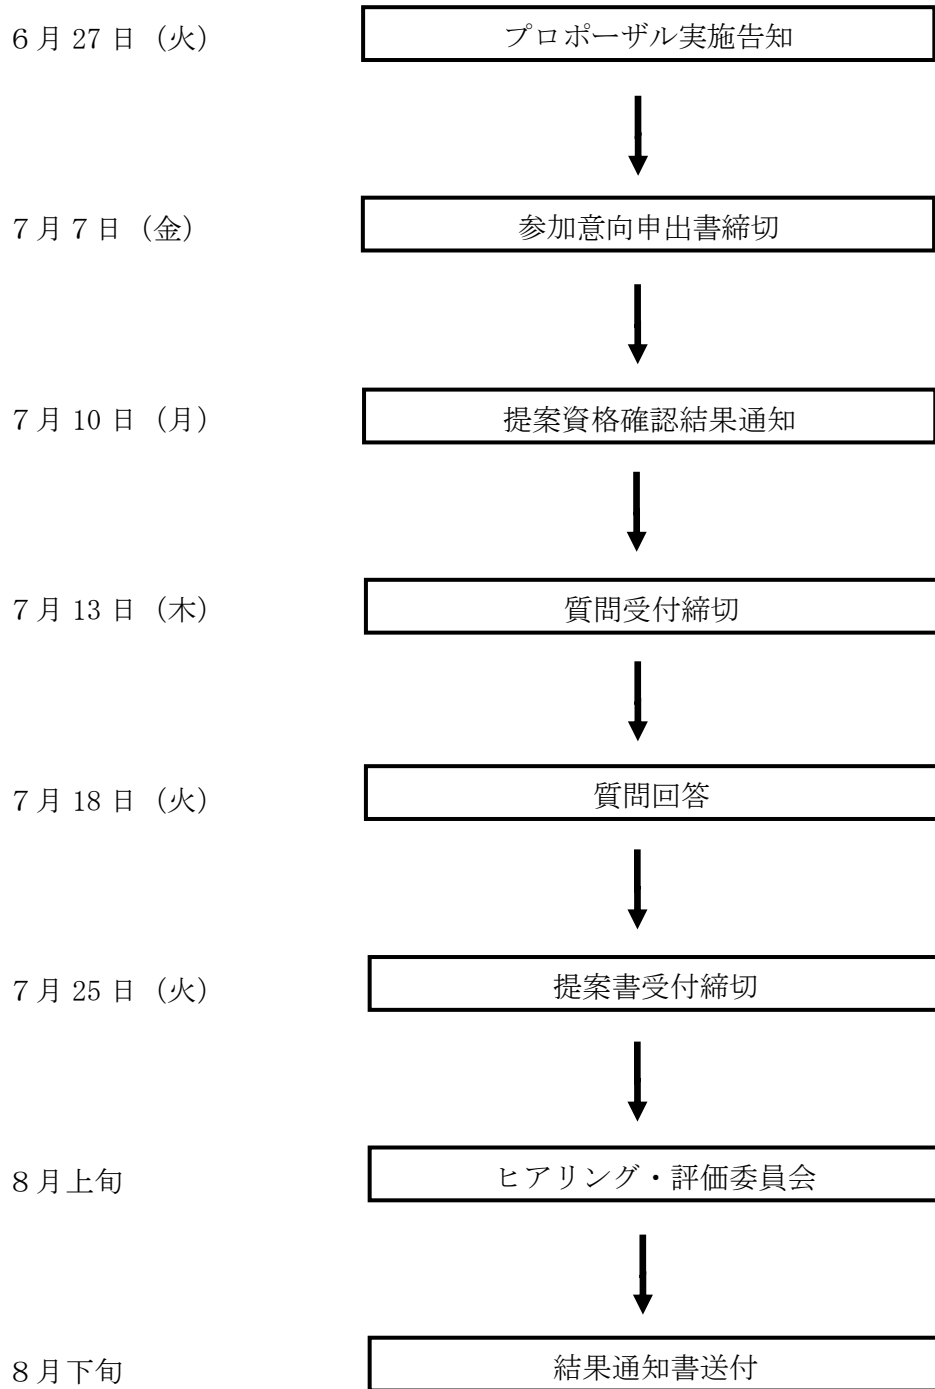 6月27日（火） プロポーザル実施告知
7月7日（金） 参加意向申出書締切
7月10日（月） 提案資格確認結果通知
7月13日（木） 質問受付締切
7月18日（火） 質問回答
7月25日（火） 提案書受付締切
8月上旬 ヒアリング・評価委員会
8月下旬 結果通知書送付